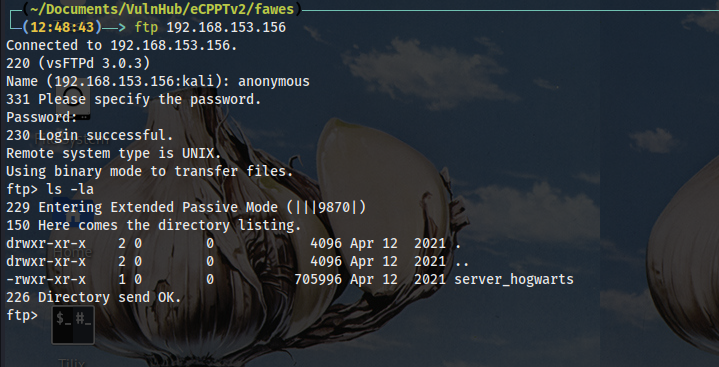 (~/Documents/VulnHub/eCPPTv2/fawes)
(12:48:43)——> ftp 192.168.153.156
Connected to 192.168.153.156.
220 (vsFTPd 3.0.3)
Name (192.168.153.156:kali): anonymous
331 Please specify the password.
Password:
230 Login successful.
Remote system type is UNIX.
Using binary mode to transfer files.
ftp> ls -la
229 Entering Extended Passive Mode (|||9870|)
150 Here comes the directory listing.
drwxr-xr-x    2 0        0            4096 Apr 12  2021 .
drwxr-xr-x    2 0        0            4096 Apr 12  2021 ..
-rwxr-xr-x    1 0        0          705996 Apr 12  2021 server_hogwarts
226 Directory send OK.
ftp>
$_ #_
Tilix